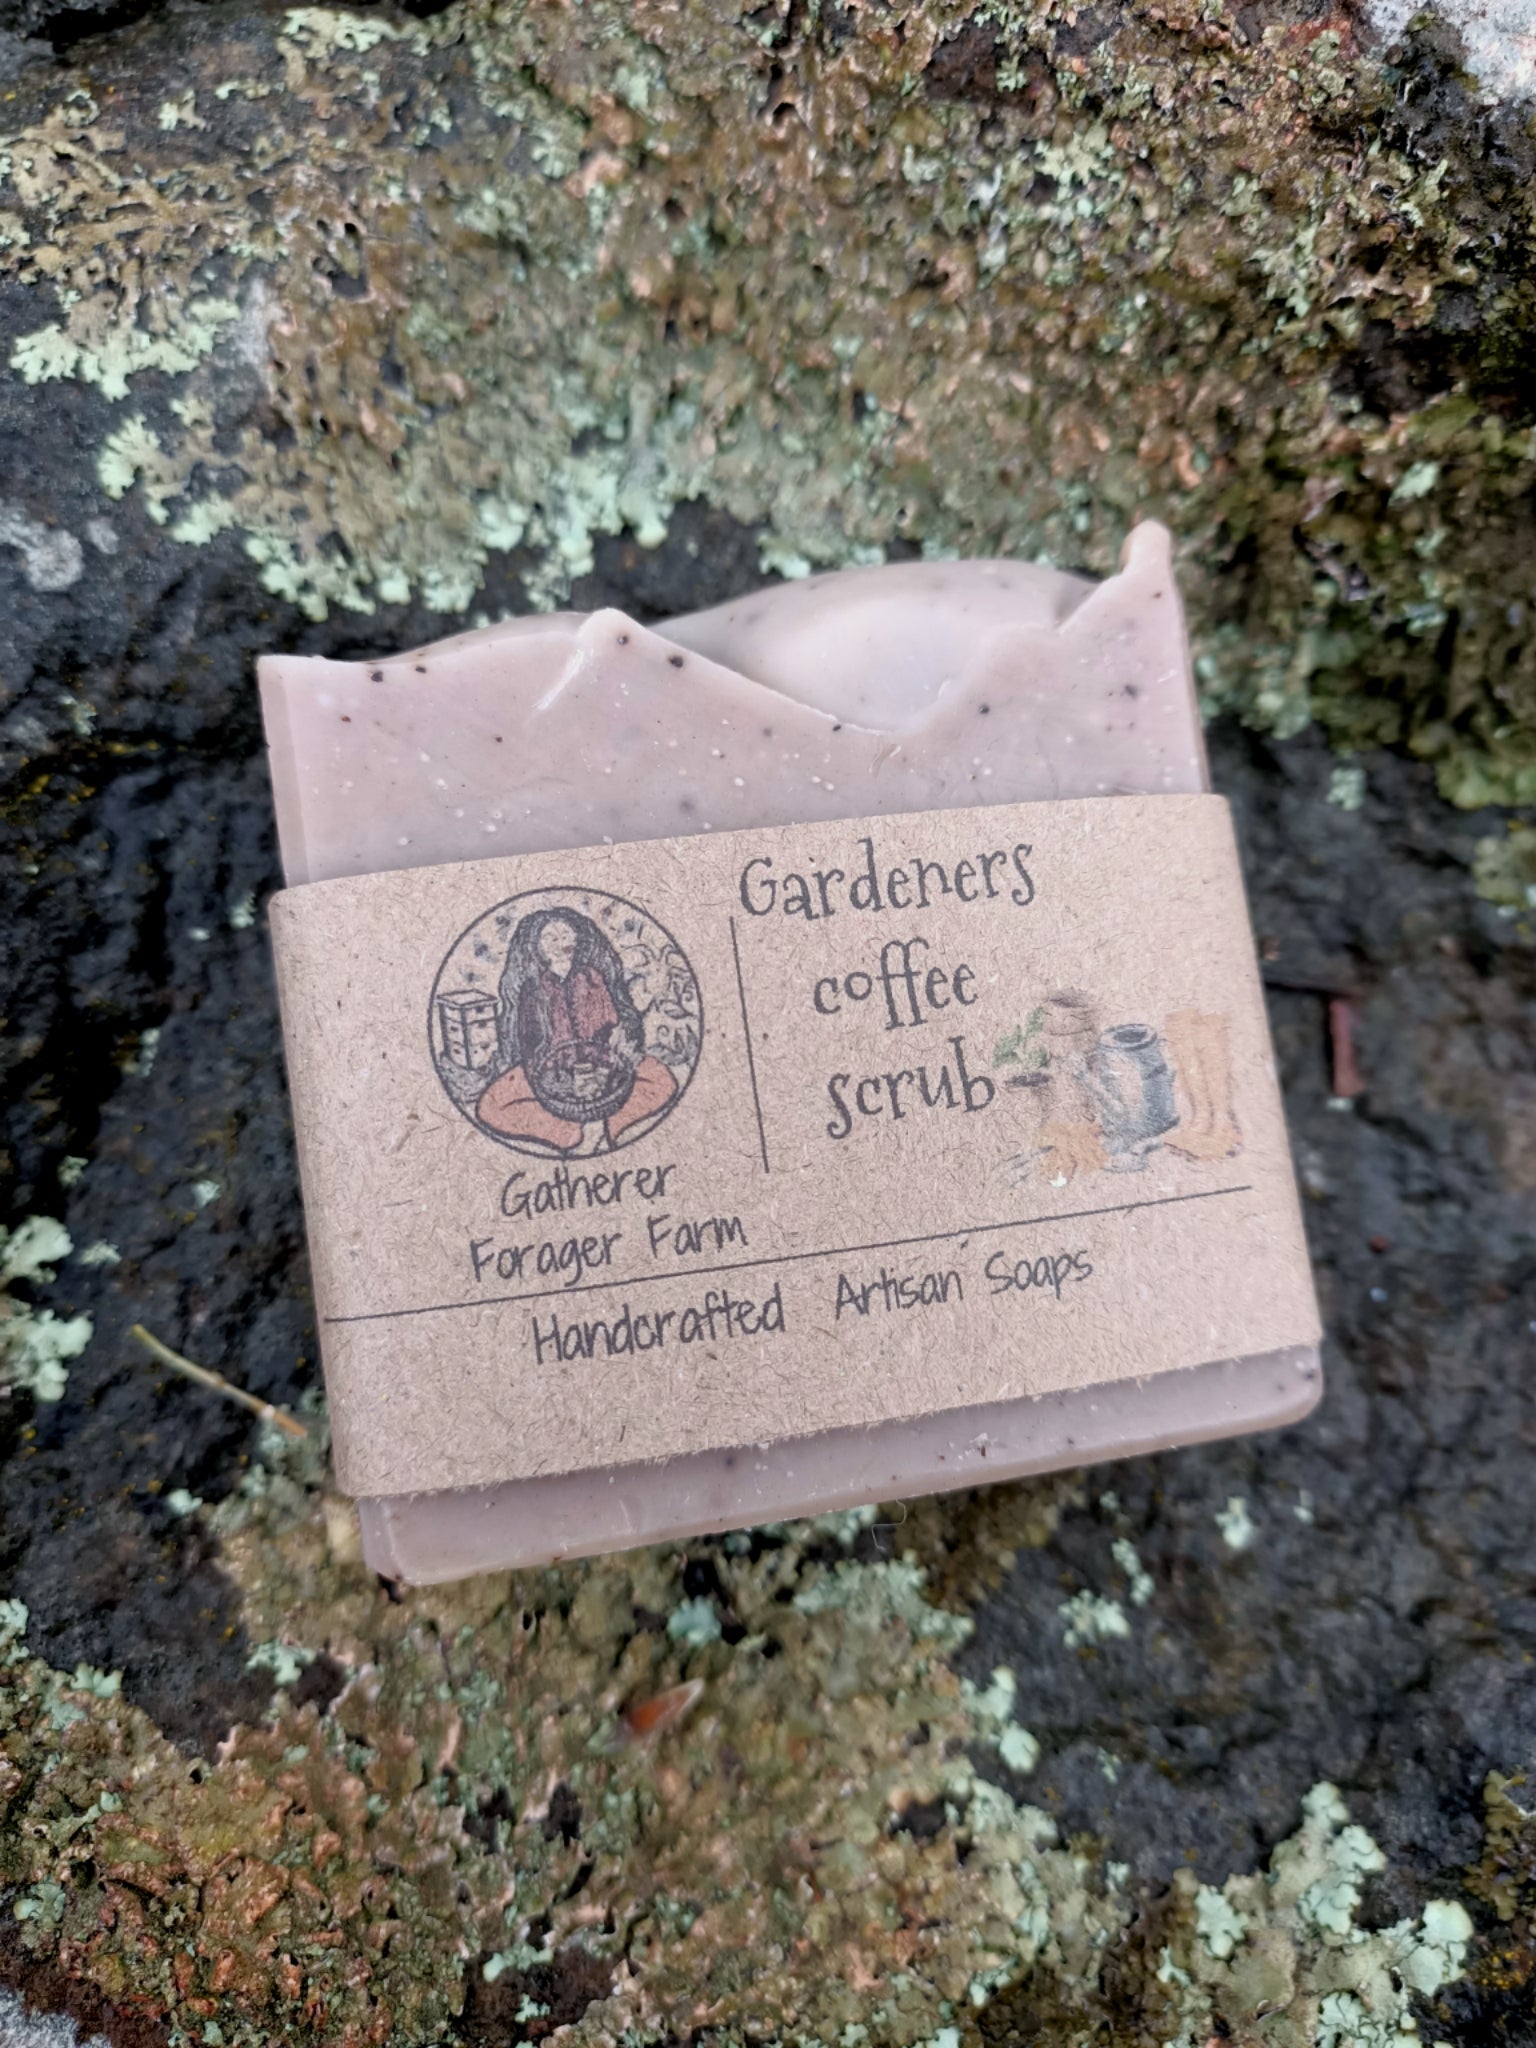 Gardeners
coffee
scrub
Gatherer
Forager Farm
Handcrafted Artisan Soaps